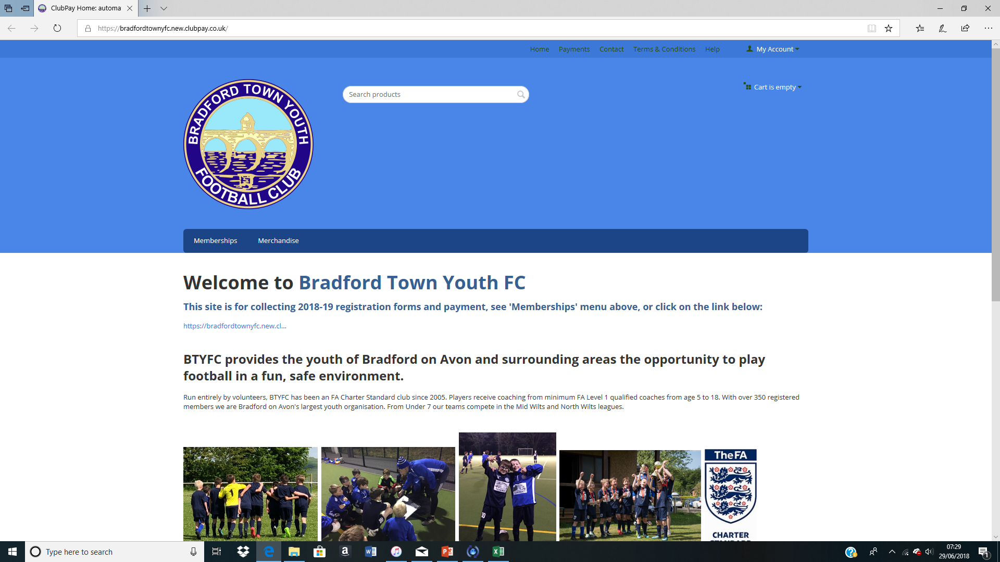 ClubPay Home: automa
https://bradfordtownyfc.new.clubpay.co.uk/
Home Payments Contact Terms & Conditions Help My Account
BRADFORD TOWN YOUTH
FOOTBALL CLUB
Search products
Cart is empty
Memberships Merchandise
Welcome to Bradford Town Youth FC
This site is for collecting 2018-19 registration forms and payment, see 'Memberships' menu above, or click on the link below:
https://bradfordtownyfc.new.cl...
BTYFC provides the youth of Bradford on Avon and surrounding areas the opportunity to play
football in a fun, safe environment.
Run entirely by volunteers, BTYFC has been an FA Charter Standard club since 2005. Players receive coaching from minimum FA Level 1 qualified coaches from age 5 to 18. With over 350 registered
members we are Bradford on Avon's largest youth organisation. From Under 7 our teams compete in the Mid Wilts and North Wilts leagues.
1
10
The FA
CHARTER
Type here to search
07:29
29/06/2018
1